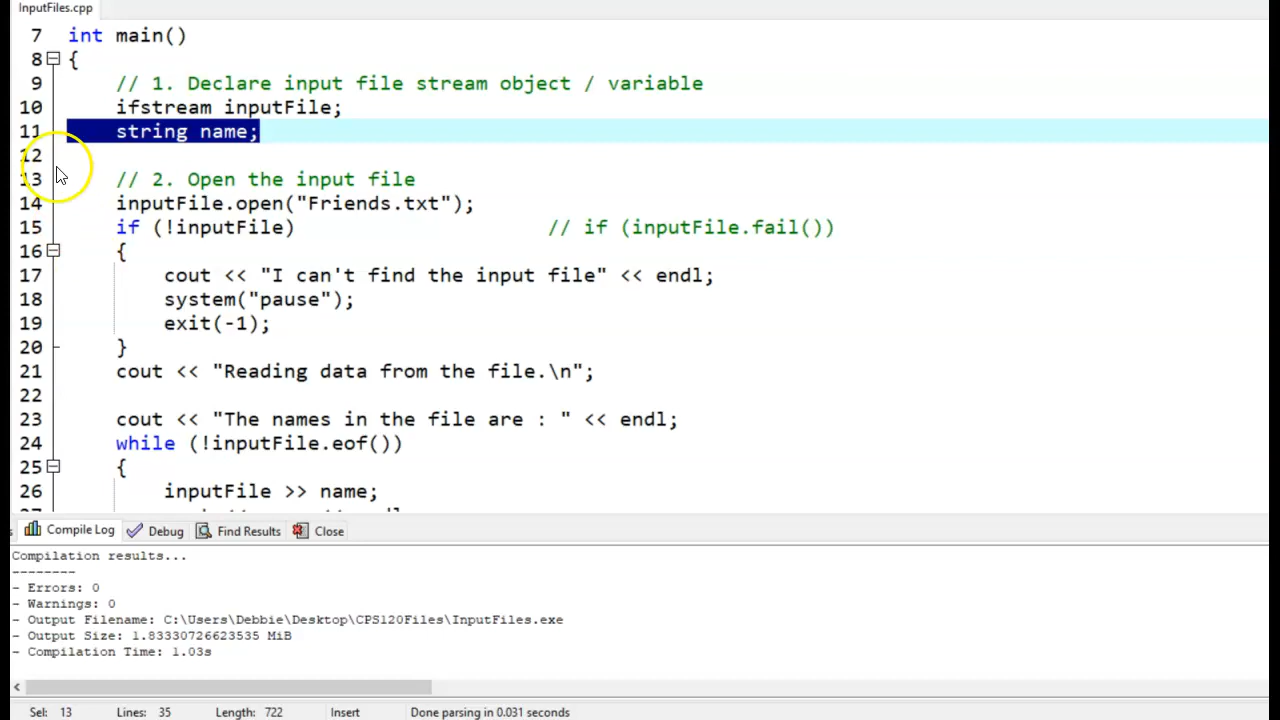 InputFiles.cpp
7 int main()
8 {
9 // 1. Declare input file stream object / variable
10 ifstream inputFile;
11 string name;
12
13 // 2. Open the input file
14 inputFile.open("Friends.txt");
15 if (!inputFile) // if (inputFile.fail())
16 {
17 cout << "I can't find the input file" << endl;
18 system("pause");
19 exit(-1);
20 }
21 cout << "Reading data from the file.\n";
22
23 cout << "The names in the file are : " << endl;
24 while (!inputFile.eof())
25 {
26 inputFile >> name;
Compile Log Debug Find Results Close
Compilation results...
--------
- Errors: 0
- Warnings: 0
- Output Filename: C:\Users\Debbie\Desktop\CPS120Files\InputFiles.exe
- Output Size: 1.83330726623535 MiB
- Compilation Time: 1.03s
Sel: 13 Lines: 35 Length: 722 Insert Done parsing in 0.031 seconds